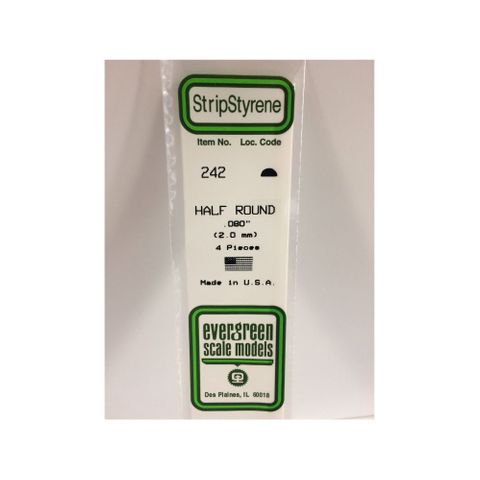 StripStyrene
Item No. Loc. Code
242
HALF ROUND
.080"
(2.0 mm)
4 Pieces
Made in U.S.A.
evergreen
scale models
Des Plaines, IL 60018